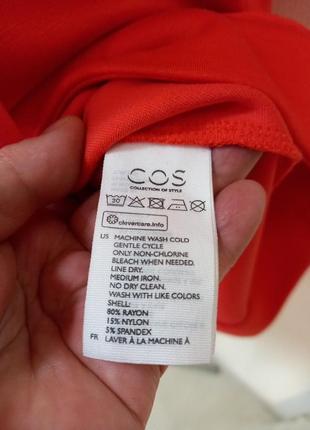 COS
COLLECTION OF STYLE
30
clevercare.info
US MACHINE WASH COLD
GENTLE CYCLE
ONLY NON-CHLORINE
BLEACH WHEN NEEDED.
LINE DRY.
MEDIUM IRON.
NO DRY CLEAN.
WASH WITH LIKE COLORS
SHELL:
80% RAYON
15% NYLON
5% SPANDEX
FR LAVER À LA MACHINE À